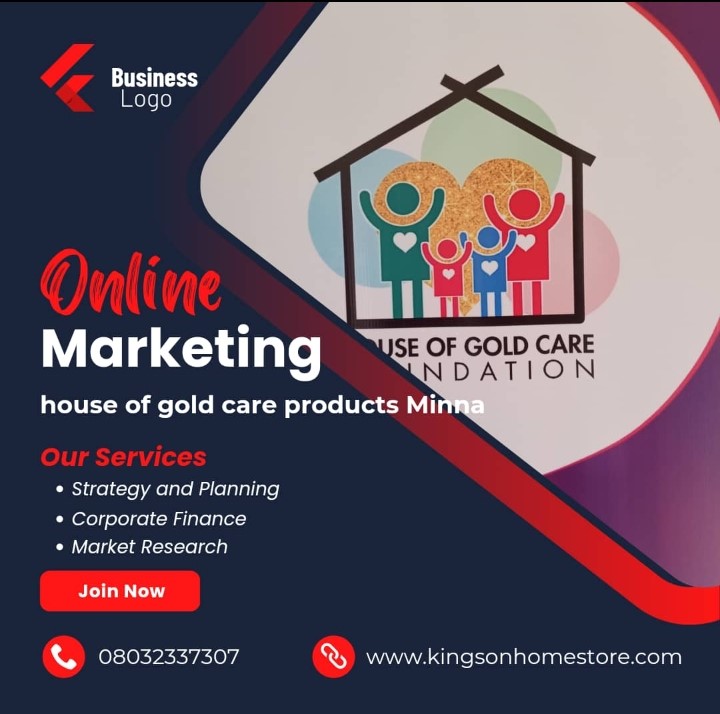 Business
Logo
USE OF GOLD CARE
NDATION
Online
Marketing
house of gold care products Minna
Our Services
• Strategy and Planning
• Corporate Finance
• Market Research
Join Now
08032337307
www.kingsonhomestore.com